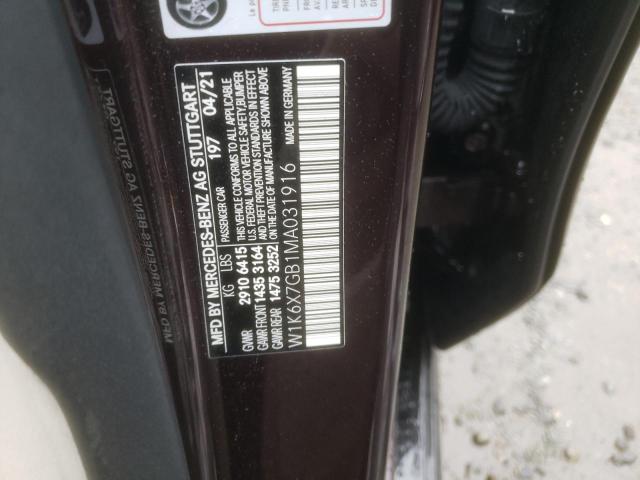 MFD BY MERCEDES-BENZ AG STUTTGART
197 04/21
KG LBS PASSENGER CAR
GVWR 2910 6415 THIS VEHICLE CONFORMS TO ALL APPLICABLE
GAWR FRONT 1435 3164 U.S. FEDERAL MOTOR VEHICLE SAFETY, BUMPER
GAWR REAR 1475 3252 AND THEFT PREVENTION STANDARDS IN EFFECT
ON THE DATE OF MANUFACTURE SHOWN ABOVE
W1K6X7GB1MA031916 MADE IN GERMANY